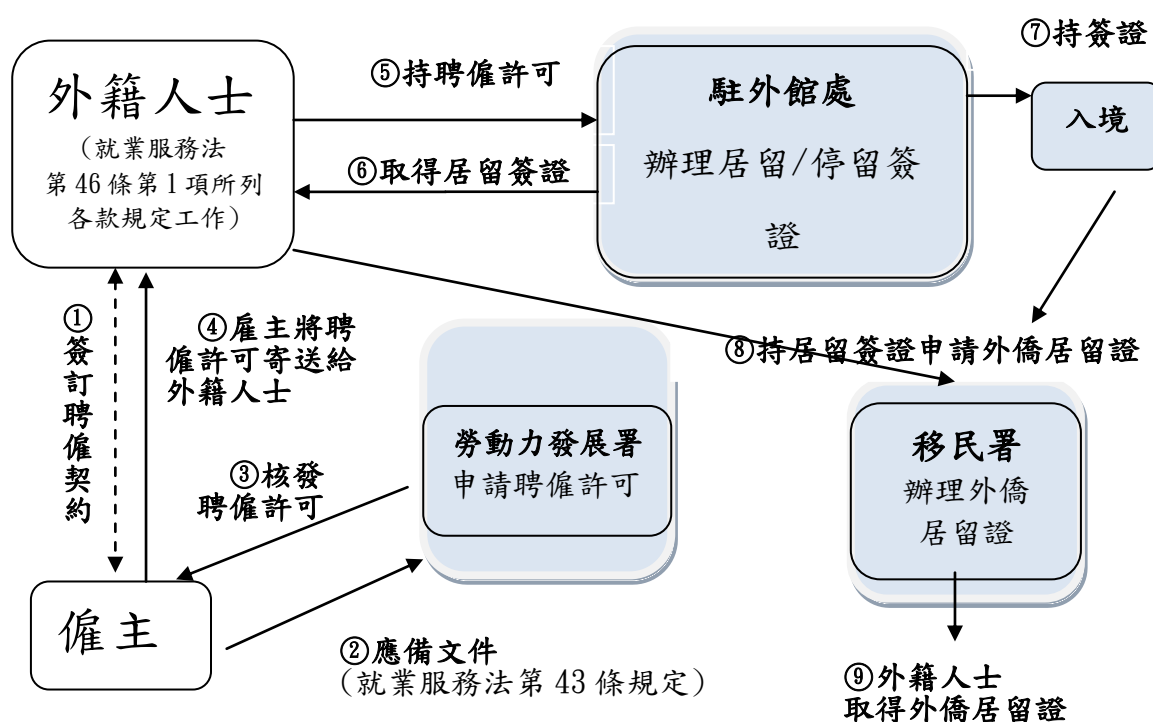 ⑦持簽證
外籍人士
(就業服務法
第46條第1項所列
各款規定工作)
⑤持聘僱許可
⑥取得居留簽證
駐外館處
辦理居留/停留簽
證
入境
①簽訂聘僱契約
④雇主將聘
僱許可寄送給
外籍人士
⑧持居留簽證申請外僑居留證
勞動力發展署
申請聘僱許可
③核發
聘僱許可
移民署
辦理外僑
居留證
僱主
②應備文件
(就業服務法第43條規定)
⑨外籍人士
取得外僑居留證